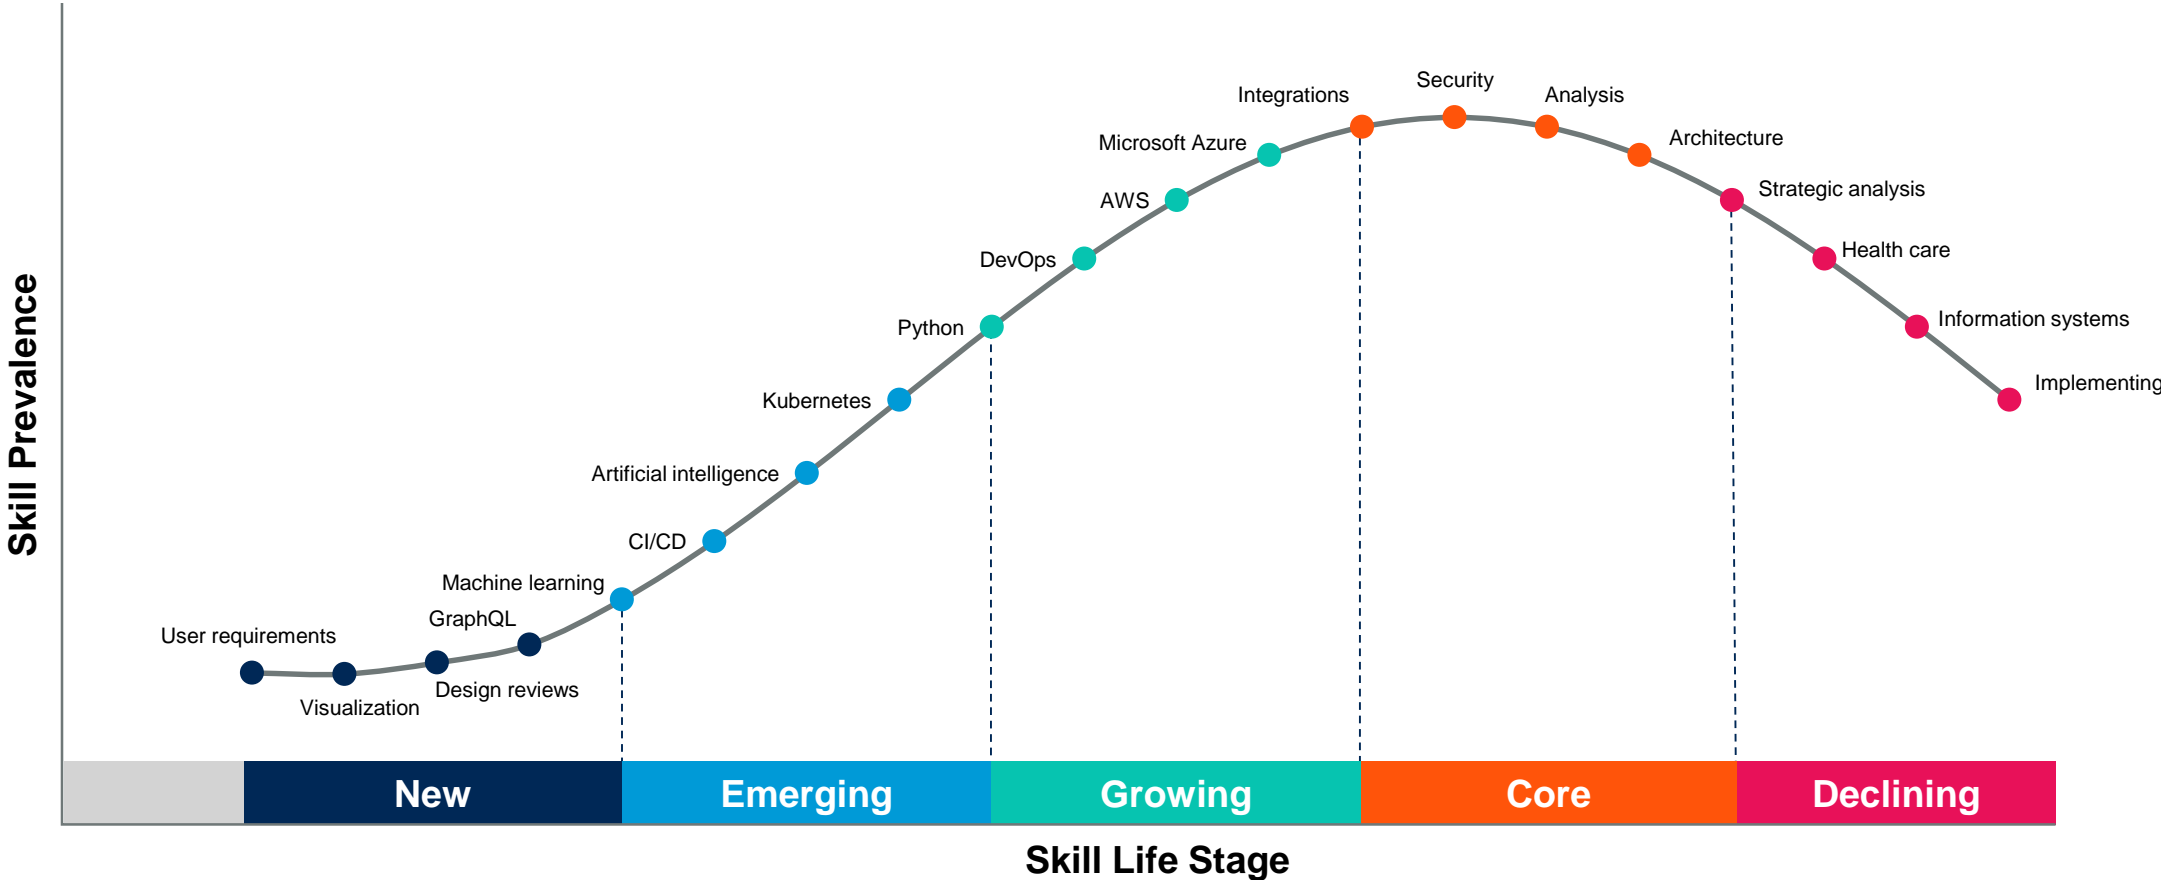 Security
Integrations
Analysis
Microsoft Azure
Architecture
AWS
Strategic analysis
DevOps
Health care
Python
Information systems
Kubernetes
Implementing
Artificial intelligence
CI/CD
Machine learning
GraphQL
User requirements
Design reviews
Visualization
Skill Prevalence
New
Emerging
Growing
Core
Declining
Skill Life Stage